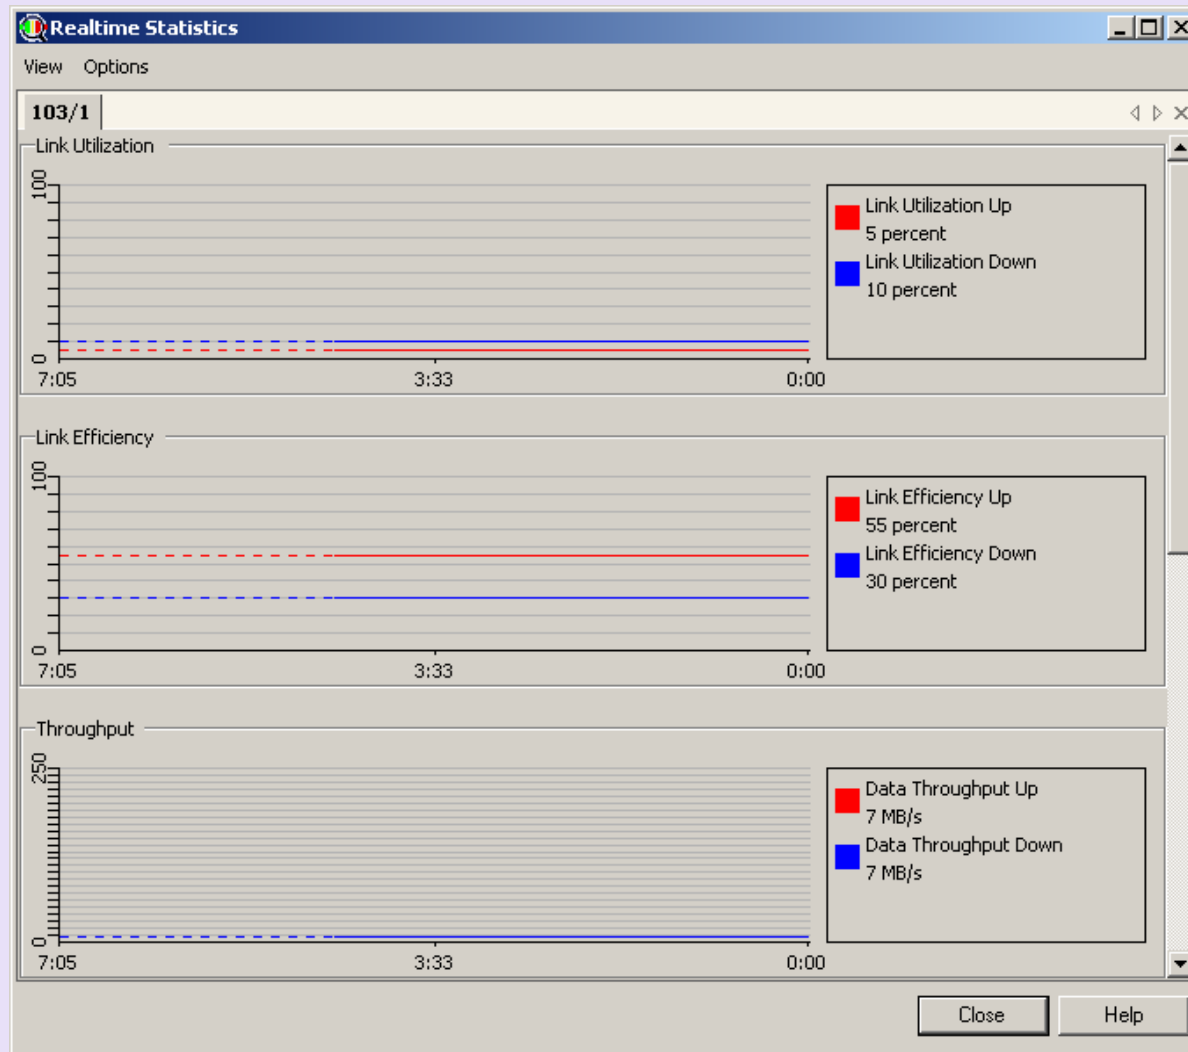 Realtime Statistics
View Options
103/1
Link Utilization
100
0
7:05 3:33 0:00
Link Utilization Up
5 percent
Link Utilization Down
10 percent
Link Efficiency
100
0
7:05 3:33 0:00
Link Efficiency Up
55 percent
Link Efficiency Down
30 percent
Throughput
250
0
7:05 3:33 0:00
Data Throughput Up
7 MB/s
Data Throughput Down
7 MB/s
Close Help